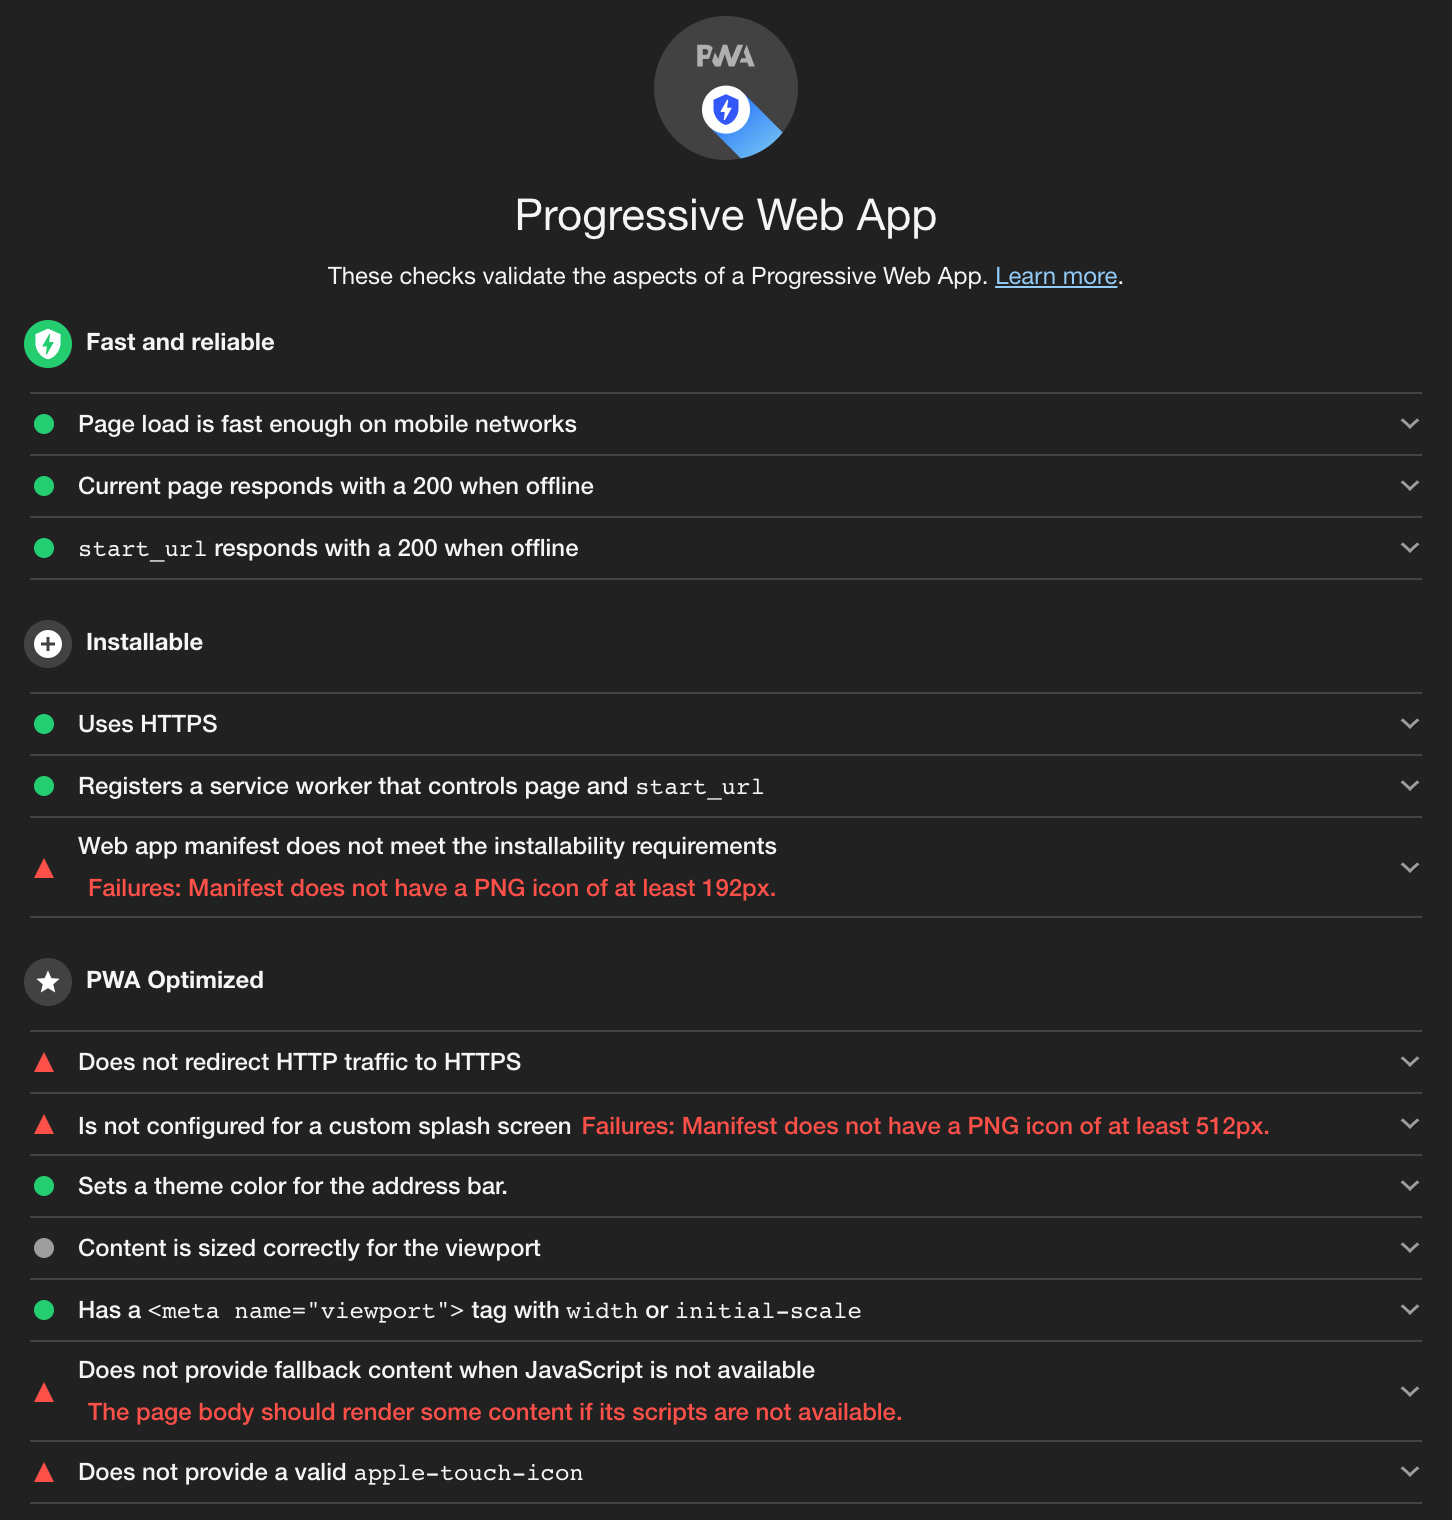 PWA
Progressive Web App
These checks validate the aspects of a Progressive Web App. Learn more.
Fast and reliable
Page load is fast enough on mobile networks
Current page responds with a 200 when offline
start_url responds with a 200 when offline
Installable
Uses HTTPS
Registers a service worker that controls page and start_url
Web app manifest does not meet the installability requirements
Failures: Manifest does not have a PNG icon of at least 192px.
PWA Optimized
Does not redirect HTTP traffic to HTTPS
Is not configured for a custom splash screen Failures: Manifest does not have a PNG icon of at least 512px.
Sets a theme color for the address bar.
Content is sized correctly for the viewport
Has a <meta name="viewport"> tag with width or initial-scale
Does not provide fallback content when JavaScript is not available
The page body should render some content if its scripts are not available.
Does not provide a valid apple-touch-icon